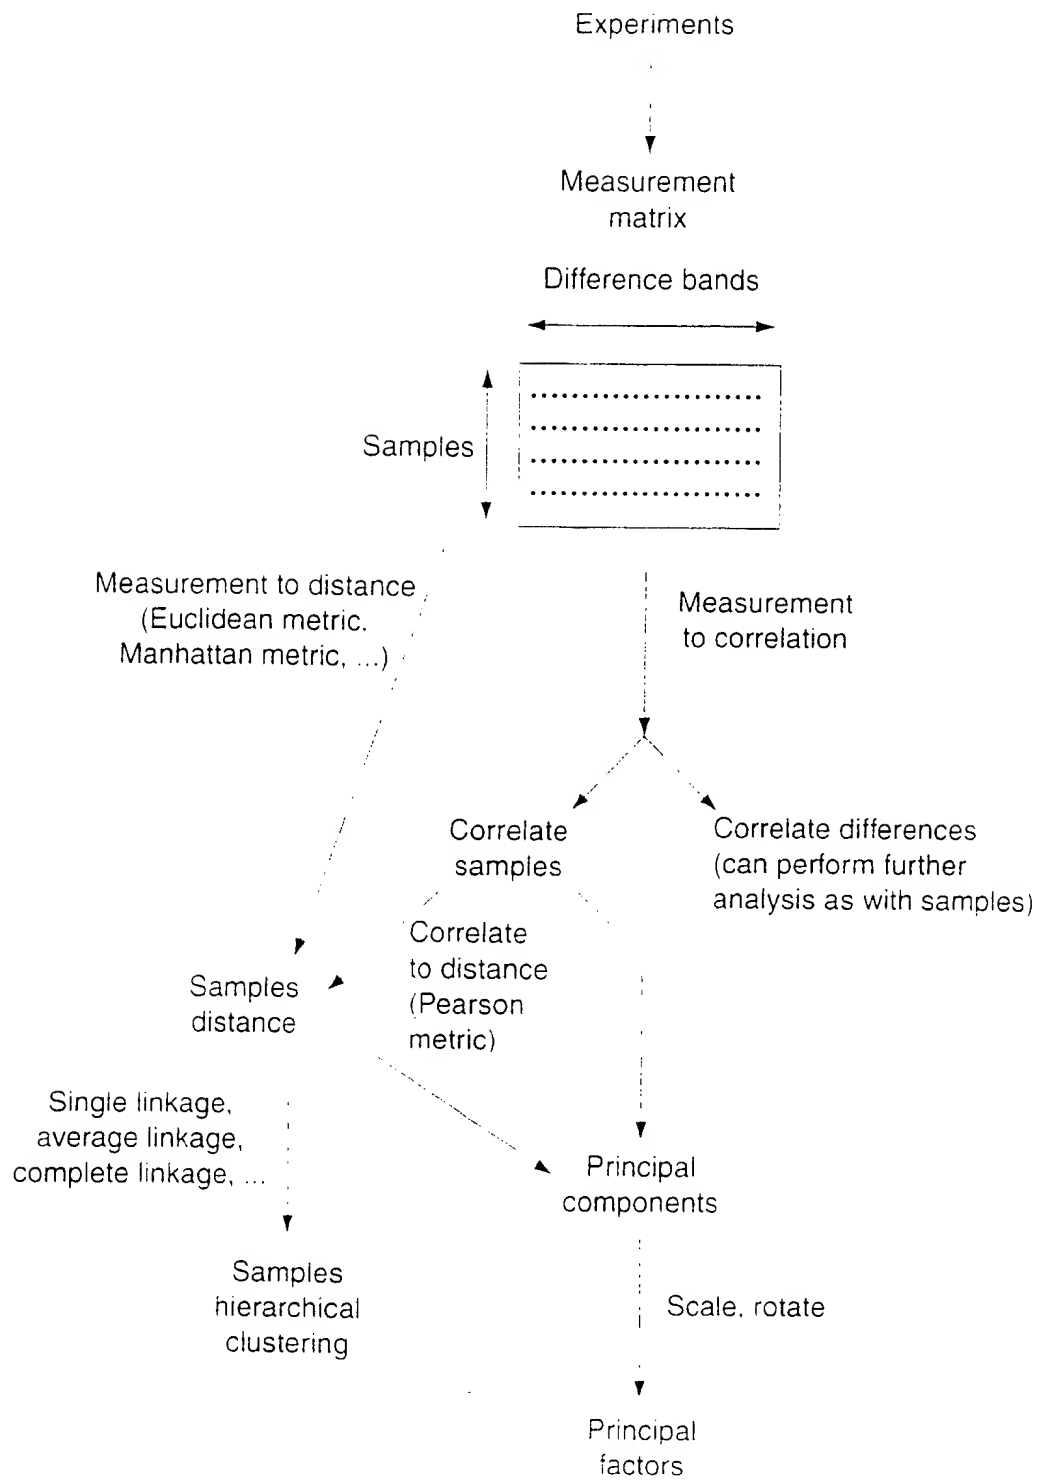 Experiments
Measurement
matrix
Difference bands
Samples
Measurement to distance
(Euclidean metric.
Manhattan metric, ...)
Measurement
to correlation
Correlate
samples
Correlate differences
(can perform further
analysis as with samples)
Correlate
to distance
(Pearson
metric)
Samples
distance
Single linkage,
average linkage,
complete linkage, ...
Principal
components
Samples
hierarchical
clustering
Scale, rotate
Principal
factors